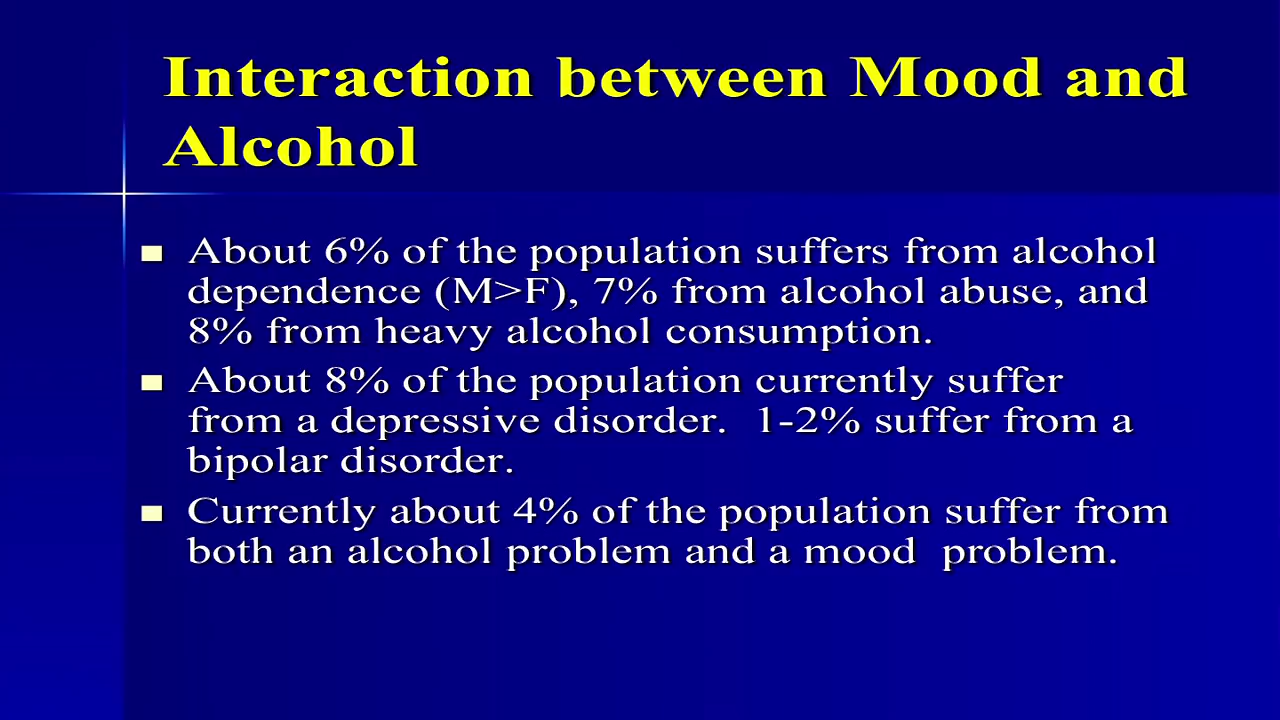 Interaction between Mood and
Alcohol
About 6% of the population suffers from alcohol
dependence (M>F), 7% from alcohol abuse, and
8% from heavy alcohol consumption.
About 8% of the population currently suffer
from a depressive disorder.  1-2% suffer from a
bipolar disorder.
Currently about 4% of the population suffer from
both an alcohol problem and a mood  problem.